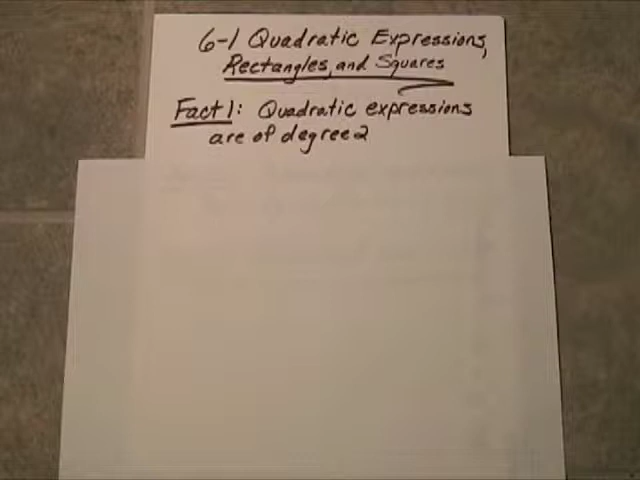 6-1 Quadratic Expressions,
Rectangles, and Squares
Fact 1: Quadratic expressions
are of degree 2